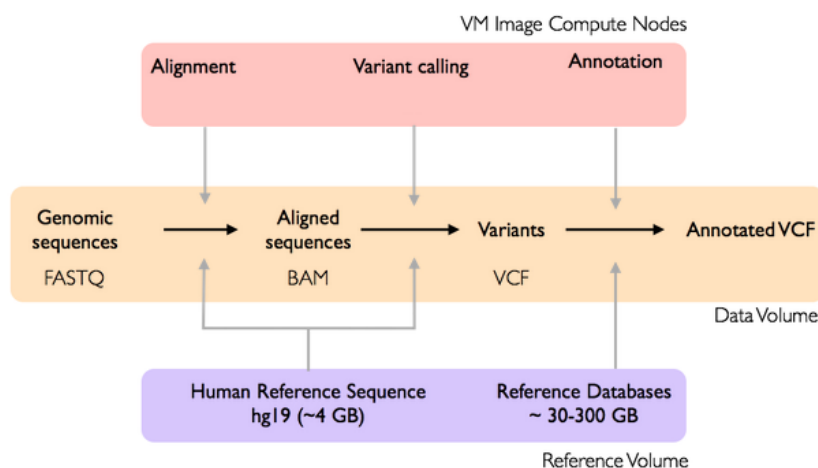 VM Image Compute Nodes
Alignment
Variant calling
Annotation
Genomic
sequences
FASTQ
Aligned
sequences
BAM
Variants
VCF
Annotated VCF
Data Volume
Human Reference Sequence
hg19 (~4 GB)
Reference Databases
~ 30-300 GB
Reference Volume